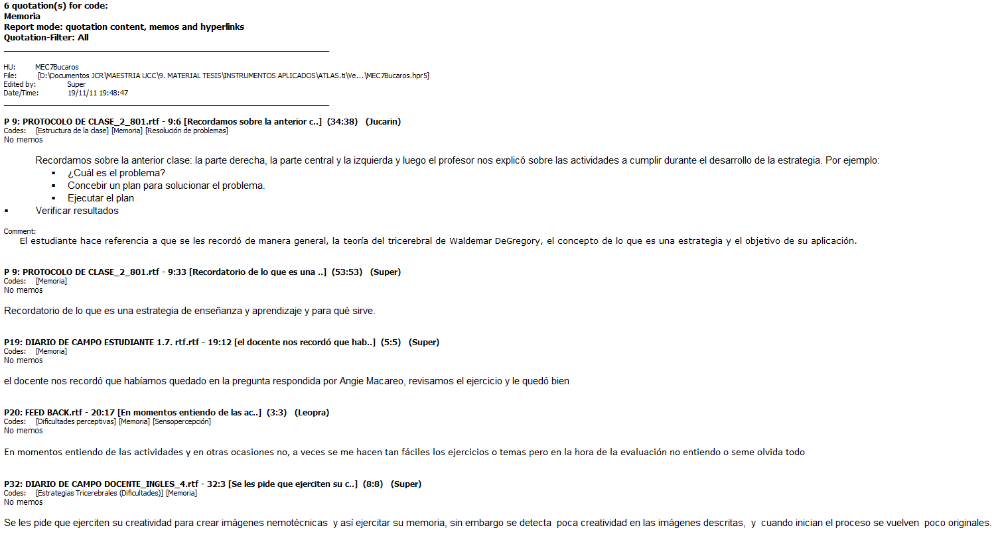 6 quotation(s) for code:
Memoria
Report mode: quotation content, memos and hyperlinks
Quotation-Filter: All
HU: MEC7Bucaros
File: [D:\Documentos JCR\MAESTRIA UCC\9. MATERIAL TESIS\INSTRUMENTOS APLICADOS\ATLAS.ti\Ve...\MEC7Bucaros.hpr5]
Edited by: Super
Date/Time: 19/11/11 19:48:47
P 9: PROTOCOLO DE CLASE_2_801.rtf - 9:6 [Recordamos sobre la anterior c..] (34:38) (Jucarin)
Codes: [Estructura de la clase] [Memoria] [Resolución de problemas]
No memos
Recordamos sobre la anterior clase: la parte derecha, la parte central y la izquierda y luego el profesor nos explicó sobre las actividades a cumplir durante el desarrollo de la estrategia. Por ejemplo:
▪ ¿Cuál es el problema?
▪ Concebir un plan para solucionar el problema.
▪ Ejecutar el plan
▪ Verificar resultados
Comment:
El estudiante hace referencia a que se les recordó de manera general, la teoría del tricerebral de Waldemar DeGregory, el concepto de lo que es una estrategia y el objetivo de su aplicación.
P 9: PROTOCOLO DE CLASE_2_801.rtf - 9:33 [Recordatorio de lo que es una ..] (53:53) (Super)
Codes: [Memoria]
No memos
Recordatorio de lo que es una estrategia de enseñanza y aprendizaje y para qué sirve.
P19: DIARIO DE CAMPO ESTUDIANTE 1.7. rtf.rtf - 19:12 [el docente nos recordó que hab..] (5:5) (Super)
Codes: [Memoria]
No memos
el docente nos recordó que habíamos quedado en la pregunta respondida por Angie Macareo, revisamos el ejercicio y le quedó bien
P20: FEED BACK.rtf - 20:17 [En momentos entiendo de las ac..] (3:3) (Leopra)
Codes: [Dificultades perceptivas] [Memoria] [Sensopercepción]
No memos
En momentos entiendo de las actividades y en otras ocasiones no, a veces se me hacen tan fáciles los ejercicios o temas pero en la hora de la evaluación no entiendo o seme olvida todo
P32: DIARIO DE CAMPO DOCENTE_INGLES_4.rtf - 32:3 [Se les pide que ejerciten su c..] (8:8) (Super)
Codes: [Estrategias Tricerebrales (Dificultades)] [Memoria]
No memos
Se les pide que ejerciten su creatividad para crear imágenes nemotécnicas y así ejercitar su memoria, sin embargo se detecta poca creatividad en las imágenes descritas, y cuando inician el proceso se vuelven poco originales.